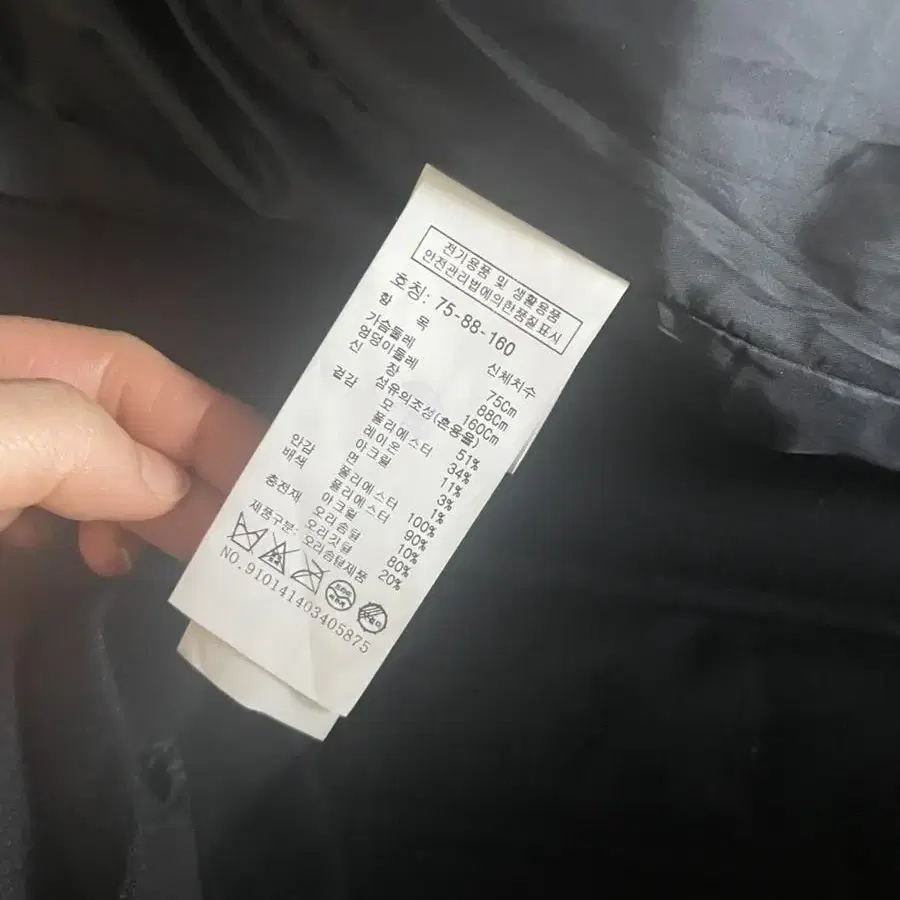 전기용품 및 생활용품
안전관리법에의한품질표시
호칭: 75-88-160
항 목 신체치수
가슴둘레 75Cm
엉덩이둘레 88Cm
신 장 160Cm
섬유의조성(혼용율)
겉감 모 51%
폴리에스터 34%
레이온 11%
아크릴 3%
면 1%
안감 폴리에스터 100%
배색 폴리에스터 90%
아크릴 10%
충전재 오리솜털 80%
오리깃털 20%
제품구분: 오리솜털제품
NO.910141403405875